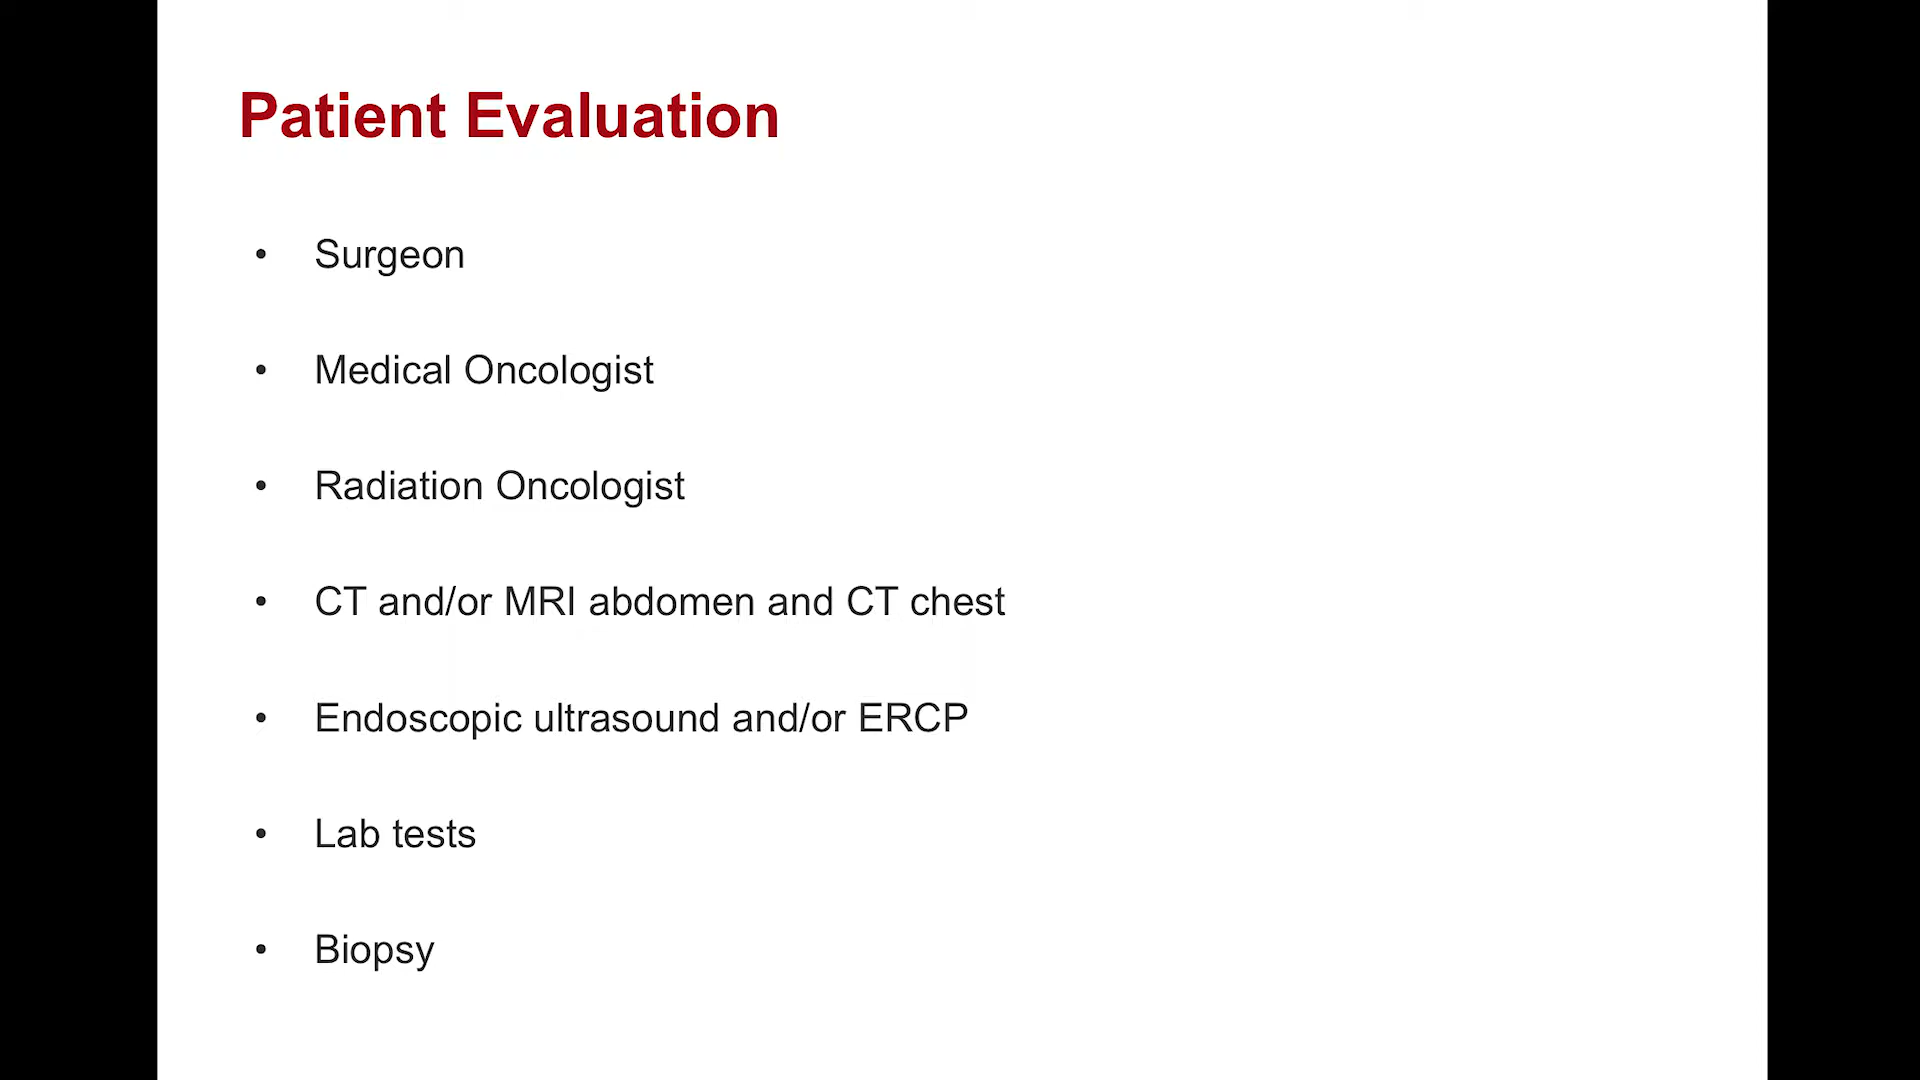 Patient Evaluation
• Surgeon
• Medical Oncologist
• Radiation Oncologist
• CT and/or MRI abdomen and CT chest
• Endoscopic ultrasound and/or ERCP
• Lab tests
• Biopsy